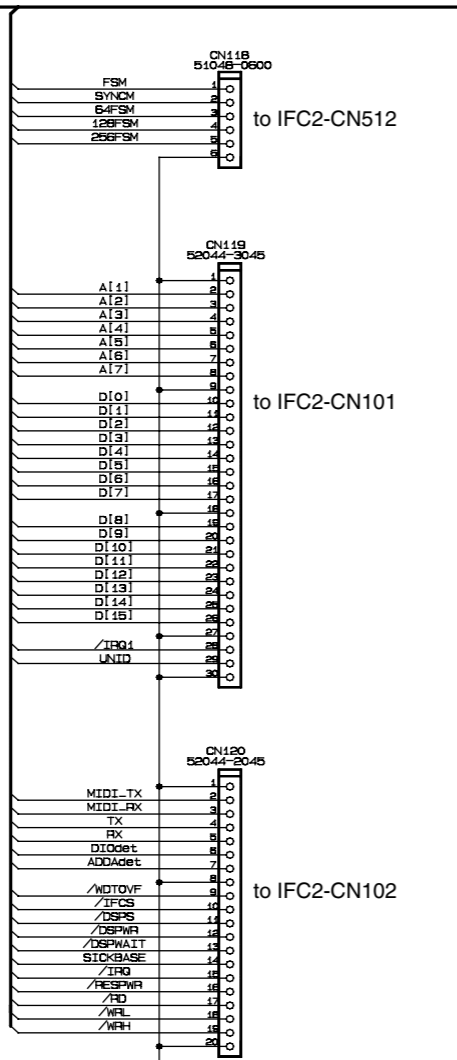 CN118
51048-0600
FSM 1
SYNCM 2
64FSM 3
128FSM 4
256FSM 5
6
to IFC2-CN512
CN119
52044-3045
1
A[1] 2
A[2] 3
A[3] 4
A[4] 5
A[5] 6
A[6] 7
A[7] 8
9
D[0] 10
D[1] 11
D[2] 12
D[3] 13
D[4] 14
D[5] 15
D[6] 16
D[7] 17
18
D[8] 19
D[9] 20
D[10] 21
D[11] 22
D[12] 23
D[13] 24
D[14] 25
D[15] 26
27
/IRQ1 28
UNID 29
30
to IFC2-CN101
CN120
52044-2045
1
MIDI_TX 2
MIDI_RX 3
TX 4
RX 5
DIOdet 6
ADDAdet 7
8
/WDTOVF 9
/IFCS 10
/DSPS 11
/DSPWR 12
/DSPWAIT 13
SICKBASE 14
/IRQ 15
/RESPWR 16
/RD 17
/WRL 18
/WRH 19
20
to IFC2-CN102